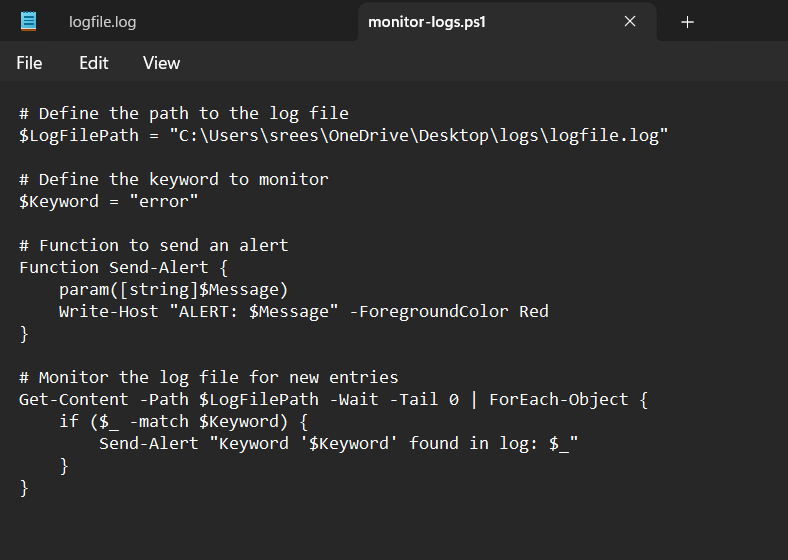 logfile.log
monitor-logs.ps1
File Edit View
# Define the path to the log file
$LogFilePath = "C:\Users\srees\OneDrive\Desktop\logs\logfile.log"
# Define the keyword to monitor
$Keyword = "error"
# Function to send an alert
Function Send-Alert {
    param([string]$Message)
    Write-Host "ALERT: $Message" -ForegroundColor Red
}
# Monitor the log file for new entries
Get-Content -Path $LogFilePath -Wait -Tail 0 | ForEach-Object {
    if ($_ -match $Keyword) {
        Send-Alert "Keyword '$Keyword' found in log: $_"
    }
}